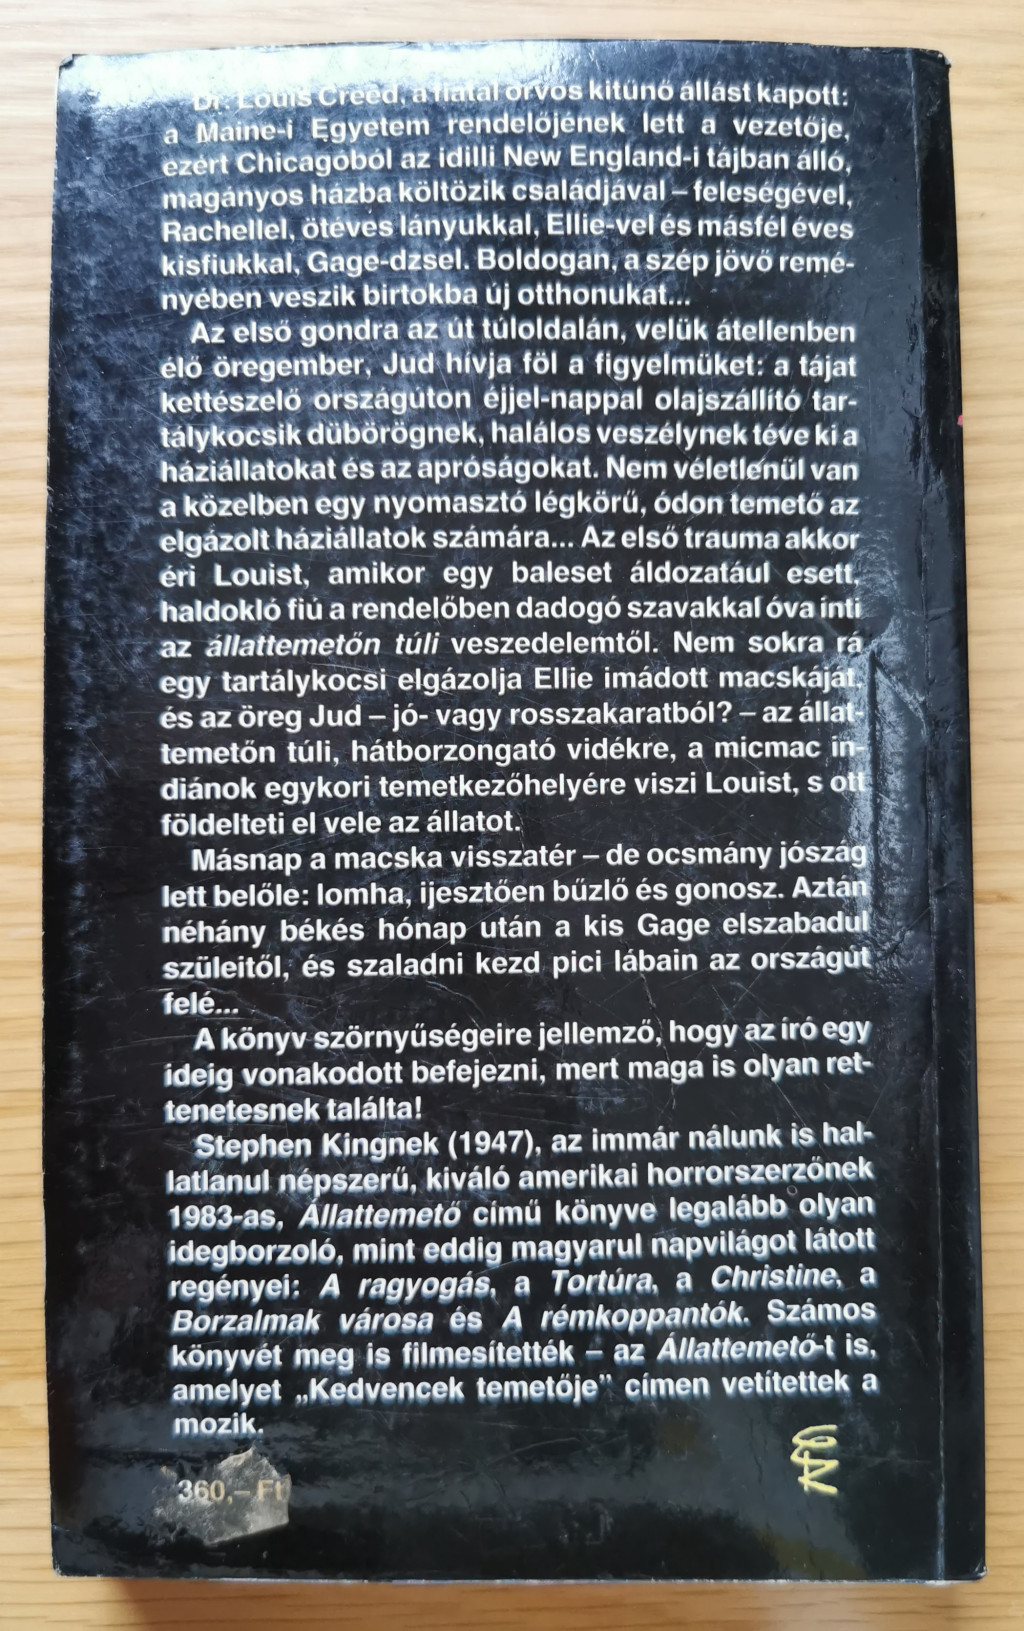 Dr. Louis Creed, a fiatal orvos kitűnő állást kapott:
a Maine-i Egyetem rendelőjének lett a vezetője,
ezért Chicagoból az idilli New England-i tájban álló,
magányos házba költözik családjával – feleségével,
Rachellel, ötéves lányukkal, Ellie-vel és másfél éves
kisfiukkal, Gage-dzsel. Boldogan, a szép jövő remé-
nyében veszik birtokba új otthonukat...
Az első gondra az út túloldalán, velük átellenben
élő öregember, Jud hívja föl a figyelmüket: a tájat
kettészelő országúton éjjel-nappal olajszállító tar-
tálykocsik dübörögnek, halálos veszélynek téve ki a
háziállatokat és az apróságokat. Nem véletlenül van
a közelben egy nyomasztó légkörű, ódon temető az
elgázolt háziállatok számára... Az első trauma akkor
éri Louist, amikor egy baleset áldozatául esett,
haldokló fiú a rendelőben dadogó szavakkal óva inti
az állattemetőn túli veszedelemtől. Nem sokra rá
egy tartálykocsi elgázolja Ellie imádott macskáját,
és az öreg Jud – jó- vagy rosszakaratból? – az állat-
temetőn túli, hátborzongató vidékre, a micmac in-
diánok egykori temetkezőhelyére viszi Louist, s ott
földelteti el vele az állatot.
Másnap a macska visszatér – de ocsmány jószág
lett belőle: lomha, ijesztően bűzlő és gonosz. Aztán
néhány békés hónap után a kis Gage elszabadul
szüleitől, és szaladni kezd pici lábain az országút
felé...
A könyv szörnyűségeire jellemző, hogy az író egy
ideig vonakodott befejezni, mert maga is olyan ret-
tenetesnek találta!
Stephen Kingnek (1947), az immár nálunk is hal-
latlanul népszerű, kiváló amerikai horrorszerzőnek
1983-as, Állattemető című könyve legalább olyan
idegborzoló, mint eddig magyarul napvilágot látott
regényei: A ragyogás, a Tortúra, a Christine, a
Borzalmak városa és A rémkoppantók. Számos
könyvét meg is filmesítették – az Állattemető-t is,
amelyet „Kedvencek temetője" címen vetítettek a
mozik.
360,– Ft